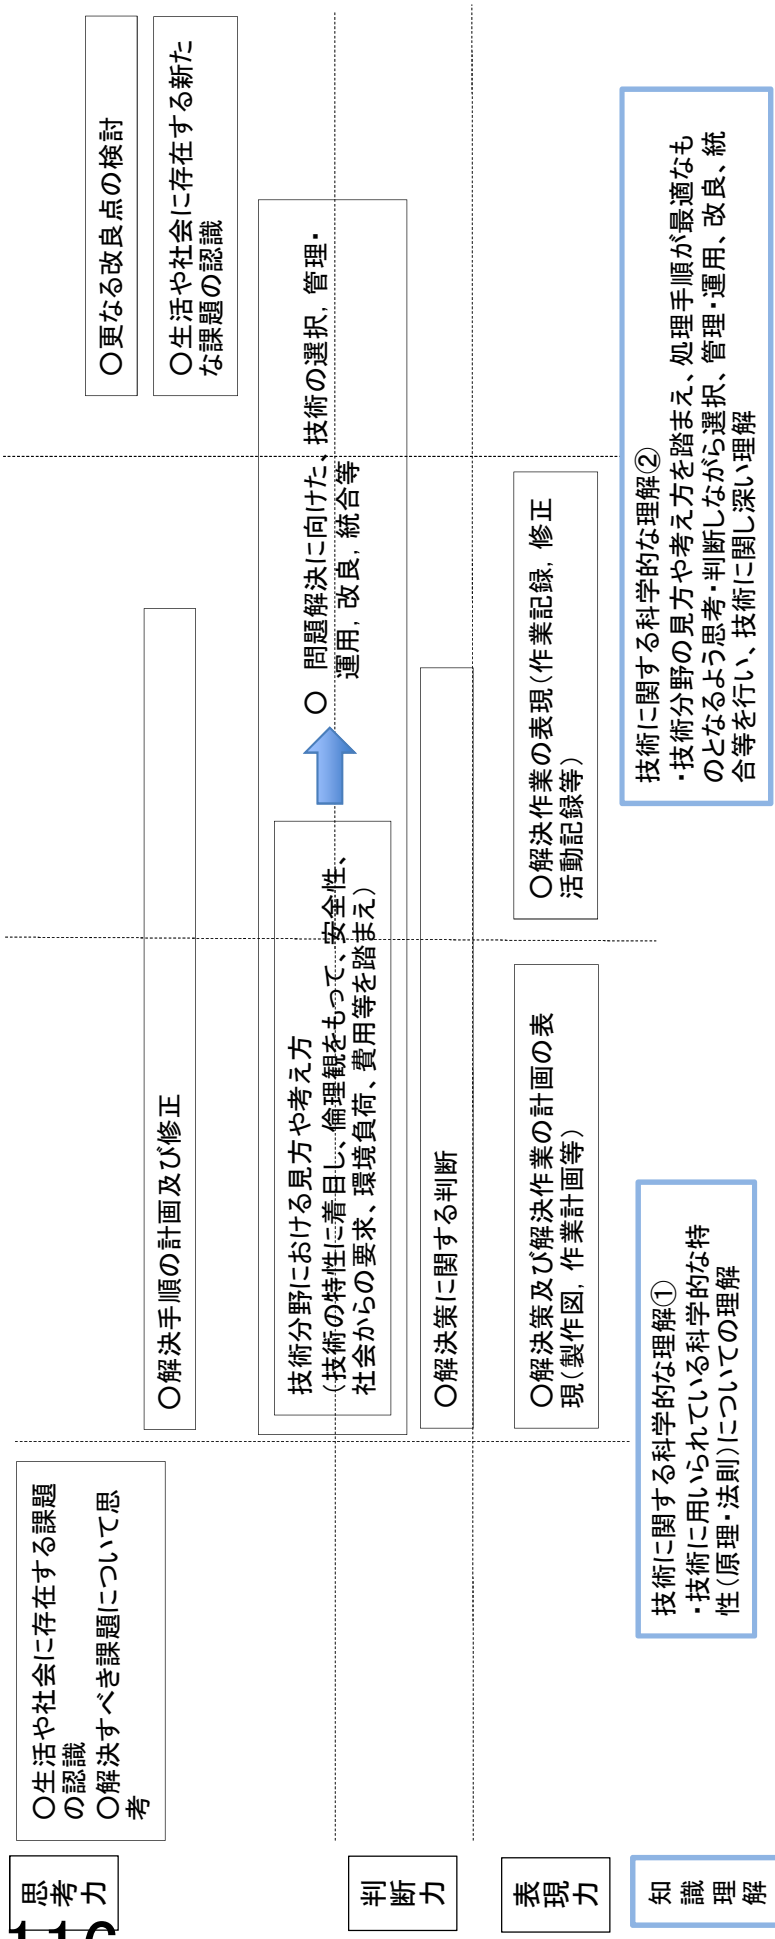 思
考
力
○生活や社会に存在する課題
の認識
○解決すべき課題について思
考
○解決手順の計画及び修正
○更なる改良点の検討
○生活や社会に存在する新た
な課題の認識
技術分野における見方や考え方
(技術の特性に着目し、倫理観をもって、安全性、
社会からの要求、環境負荷、費用等を踏まえ)
○ 問題解決に向けた、技術の選択，管理・
運用，改良，統合等
判
断
力
○解決策に関する判断
表
現
力
○解決策及び解決作業の計画の表
現(製作図，作業計画等)
○解決作業の表現(作業記録，修正
活動記録等)
知
識
理
解
技術に関する科学的な理解①
・技術に用いられている科学的な特
性(原理・法則)についての理解
技術に関する科学的な理解②
・技術分野の見方や考え方を踏まえ、処理手順が最適なも
のとなるよう思考・判断しながら選択、管理・運用、改良、統
合等を行い、技術に関し深い理解